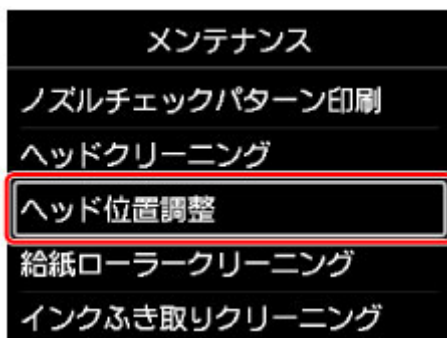 メンテナンス
ノズルチェックパターン印刷
ヘッドクリーニング
ヘッド位置調整
給紙ローラークリーニング
インクふき取りクリーニング